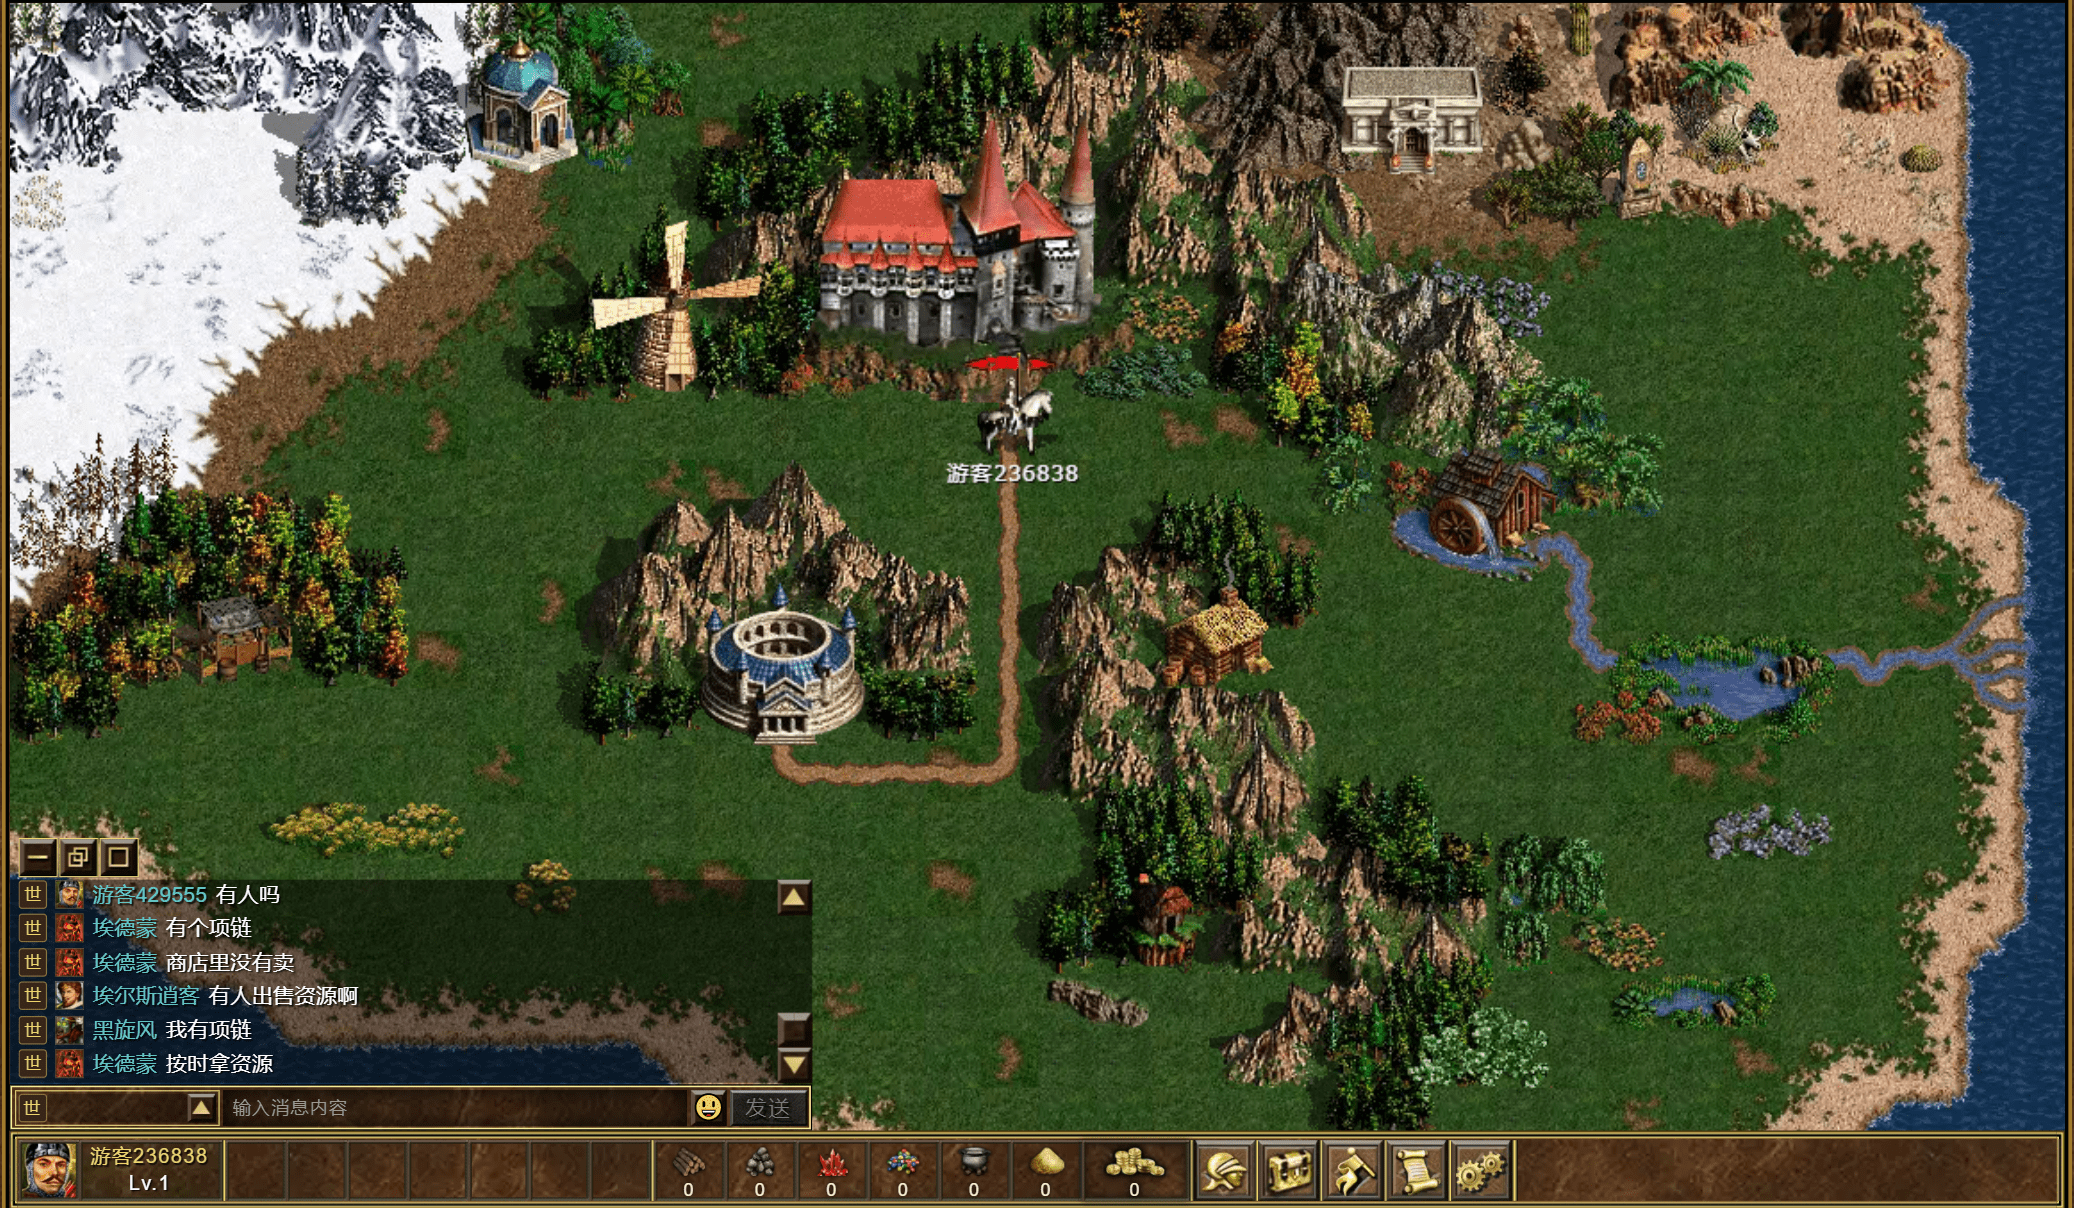 游客236838
世 游客429555 有人吗
世 埃德蒙 有个项链
世 埃德蒙 商店里没有卖
世 埃尔斯逍客 有人出售资源啊
世 黑旋风 我有项链
世 埃德蒙 按时拿资源
世 输入消息内容 发送
游客236838
Lv.1
0 0 0 0 0 0 0